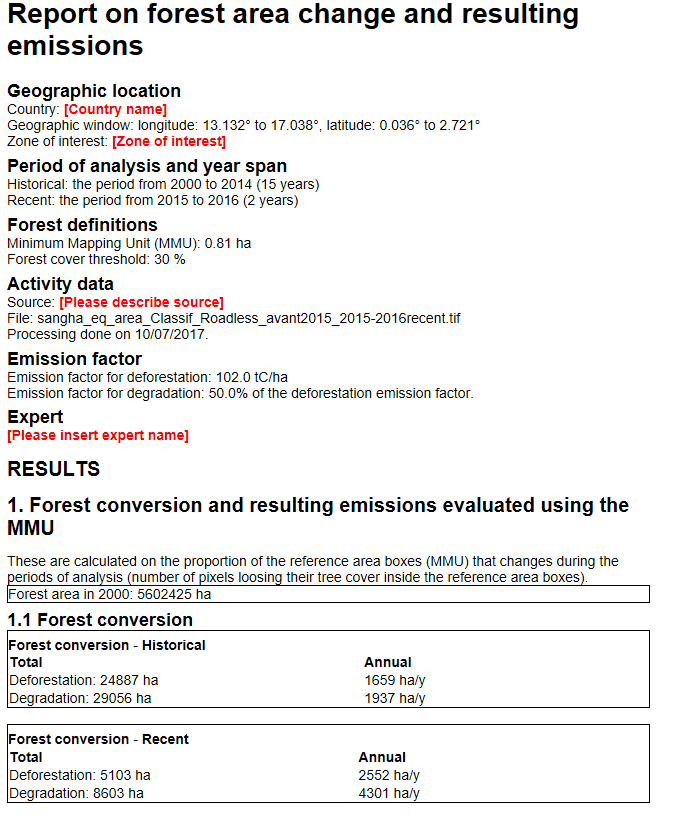 Report on forest area change and resulting
emissions
Geographic location
Country: [Country name]
Geographic window: longitude: 13.132° to 17.038°, latitude: 0.036° to 2.721°
Zone of interest: [Zone of interest]
Period of analysis and year span
Historical: the period from 2000 to 2014 (15 years)
Recent: the period from 2015 to 2016 (2 years)
Forest definitions
Minimum Mapping Unit (MMU): 0.81 ha
Forest cover threshold: 30 %
Activity data
Source: [Please describe source]
File: sangha_eq_area_Classif_Roadless_avant2015_2015-2016recent.tif
Processing done on 10/07/2017.
Emission factor
Emission factor for deforestation: 102.0 tC/ha
Emission factor for degradation: 50.0% of the deforestation emission factor.
Expert
[Please insert expert name]
RESULTS
1. Forest conversion and resulting emissions evaluated using the
MMU
These are calculated on the proportion of the reference area boxes (MMU) that changes during the
periods of analysis (number of pixels loosing their tree cover inside the reference area boxes).
Forest area in 2000: 5602425 ha
1.1 Forest conversion
Forest conversion - Historical
Total Annual
Deforestation: 24887 ha 1659 ha/y
Degradation: 29056 ha 1937 ha/y
Forest conversion - Recent
Total Annual
Deforestation: 5103 ha 2552 ha/y
Degradation: 8603 ha 4301 ha/y